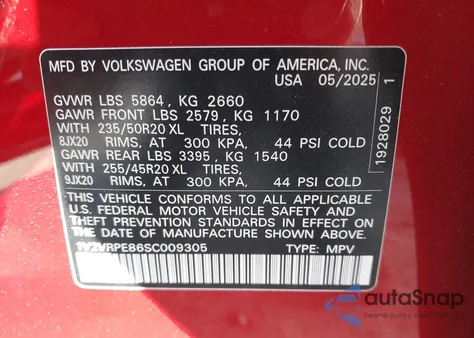 MFD BY VOLKSWAGEN GROUP OF AMERICA, INC.
USA 05/2025
GVWR LBS 5864 , KG 2660
GAWR FRONT LBS 2579 , KG 1170
WITH 235/50R20 XL TIRES,
8JX20 RIMS, AT 300 KPA, 44 PSI COLD
GAWR REAR LBS 3395 , KG 1540
WITH 255/45R20 XL TIRES,
9JX20 RIMS, AT 300 KPA, 44 PSI COLD
THIS VEHICLE CONFORMS TO ALL APPLICABLE
U.S. FEDERAL MOTOR VEHICLE SAFETY AND
THEFT PREVENTION STANDARDS IN EFFECT ON
THE DATE OF MANUFACTURE SHOWN ABOVE.
1V2VRPE86SC009305 TYPE: MPV
1928029 1
autoSnap